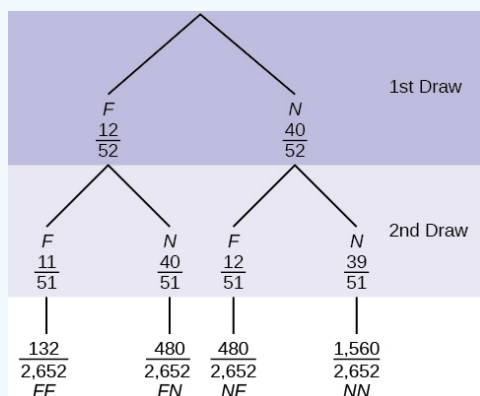 1st Draw
F N
12 40
52 52
2nd Draw
F N F N
11 40 12 39
51 51 51 51
132 480 480 1,560
2,652 2,652 2,652 2,652
FF FN NF NN